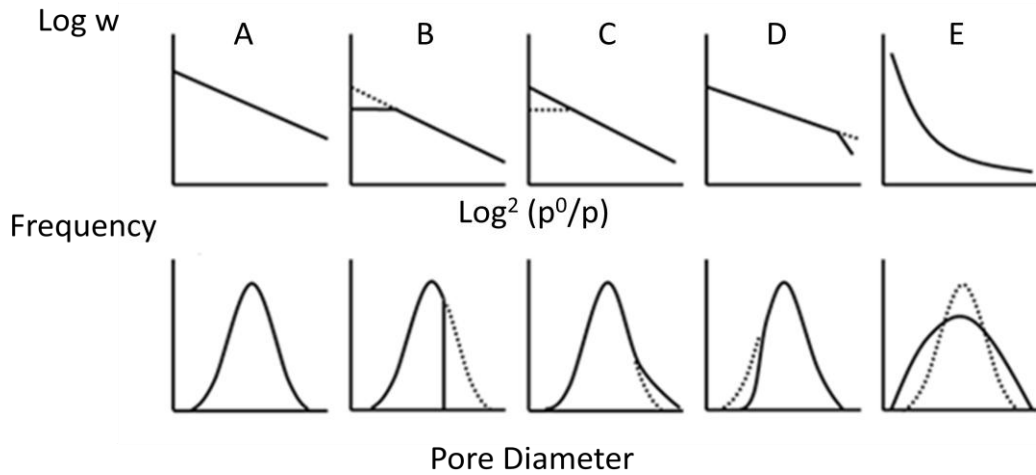 Log w
A B C D E
Log² (p⁰/p)
Frequency
Pore Diameter